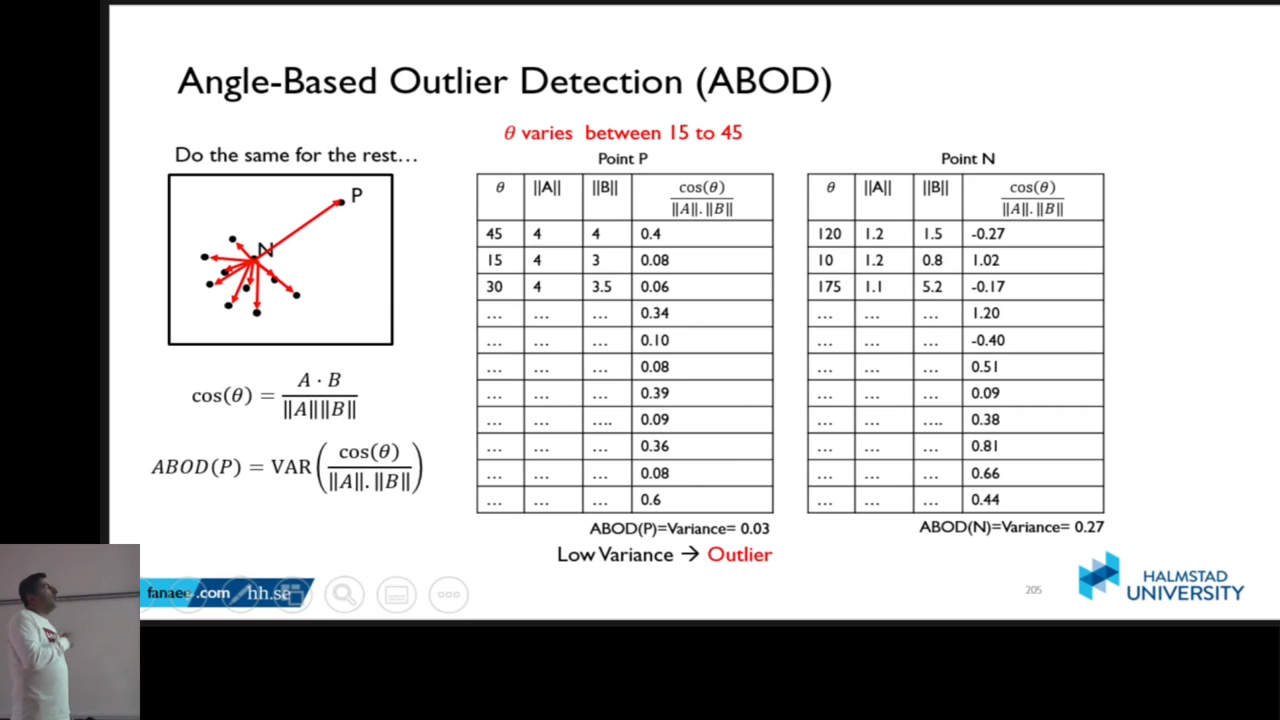 Angle-Based Outlier Detection (ABOD)
θ varies between 15 to 45
Do the same for the rest...
P
N
cos(θ) = A · B / ‖A‖‖B‖
ABOD(P) = VAR ( cos(θ) / ‖A‖. ‖B‖ )
Point P
θ ||A|| ||B|| cos(θ) / ‖A‖. ‖B‖
45 4 4 0.4
15 4 3 0.08
30 4 3.5 0.06
... ... ... 0.34
... ... ... 0.10
... ... ... 0.08
... ... ... 0.39
... ... .... 0.09
... ... ... 0.36
... ... ... 0.08
... ... ... 0.6
ABOD(P)=Variance= 0.03
Low Variance → Outlier
Point N
θ ||A|| ||B|| cos(θ) / ‖A‖. ‖B‖
120 1.2 1.5 -0.27
10 1.2 0.8 1.02
175 1.1 5.2 -0.17
... ... ... 1.20
... ... ... -0.40
... ... ... 0.51
... ... ... 0.09
... ... .... 0.38
... ... ... 0.81
... ... ... 0.66
... ... ... 0.44
ABOD(N)=Variance= 0.27
fanaee.com hh.se
205
HALMSTAD
UNIVERSITY